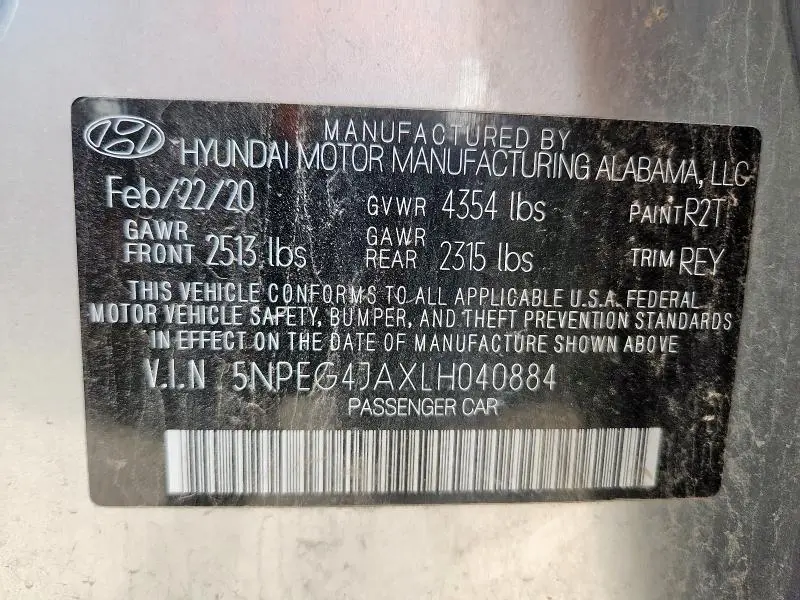 MANUFACTURED BY
HYUNDAI MOTOR MANUFACTURING ALABAMA, LLC
Feb/22/20 GVWR 4354 lbs PAINT R2T
GAWR FRONT 2513 lbs GAWR REAR 2315 lbs TRIM REY
THIS VEHICLE CONFORMS TO ALL APPLICABLE U.S.A. FEDERAL
MOTOR VEHICLE SAFETY, BUMPER, AND THEFT PREVENTION STANDARDS
IN EFFECT ON THE DATE OF MANUFACTURE SHOWN ABOVE
V.I.N 5NPEG4JAXLH040884
PASSENGER CAR